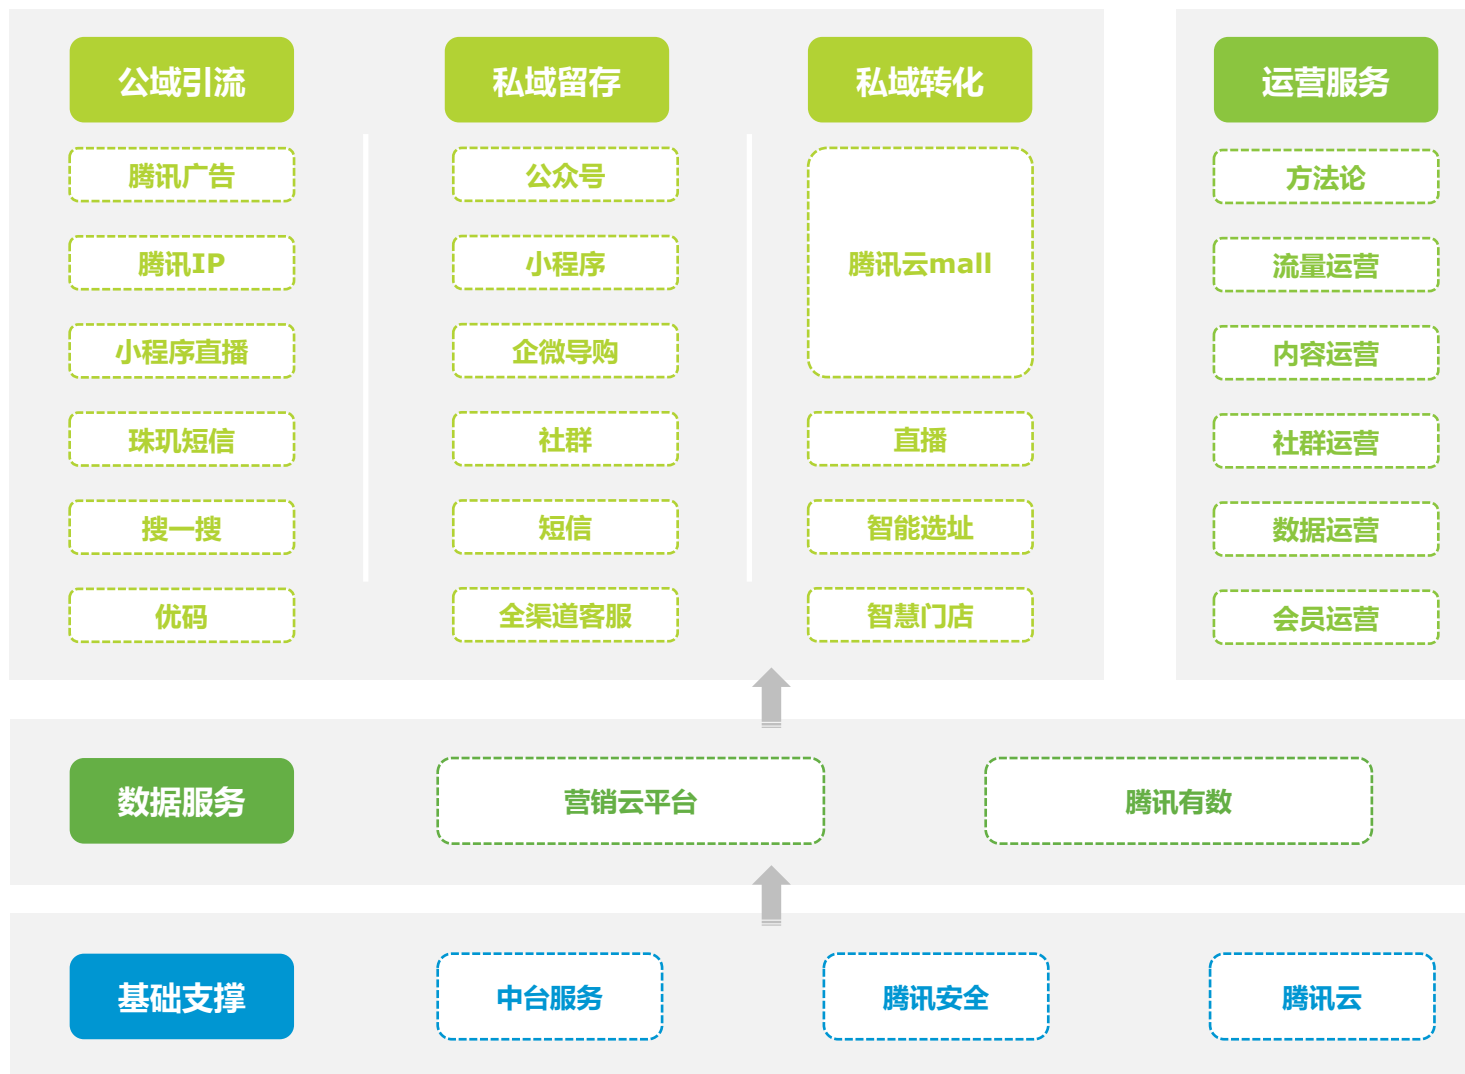 公域引流
腾讯广告
腾讯IP
小程序直播
珠玑短信
搜一搜
优码
私域留存
公众号
小程序
企微导购
社群
短信
全渠道客服
私域转化
腾讯云mall
直播
智能选址
智慧门店
运营服务
方法论
流量运营
内容运营
社群运营
数据运营
会员运营
数据服务
营销云平台
腾讯有数
基础支撑
中台服务
腾讯安全
腾讯云